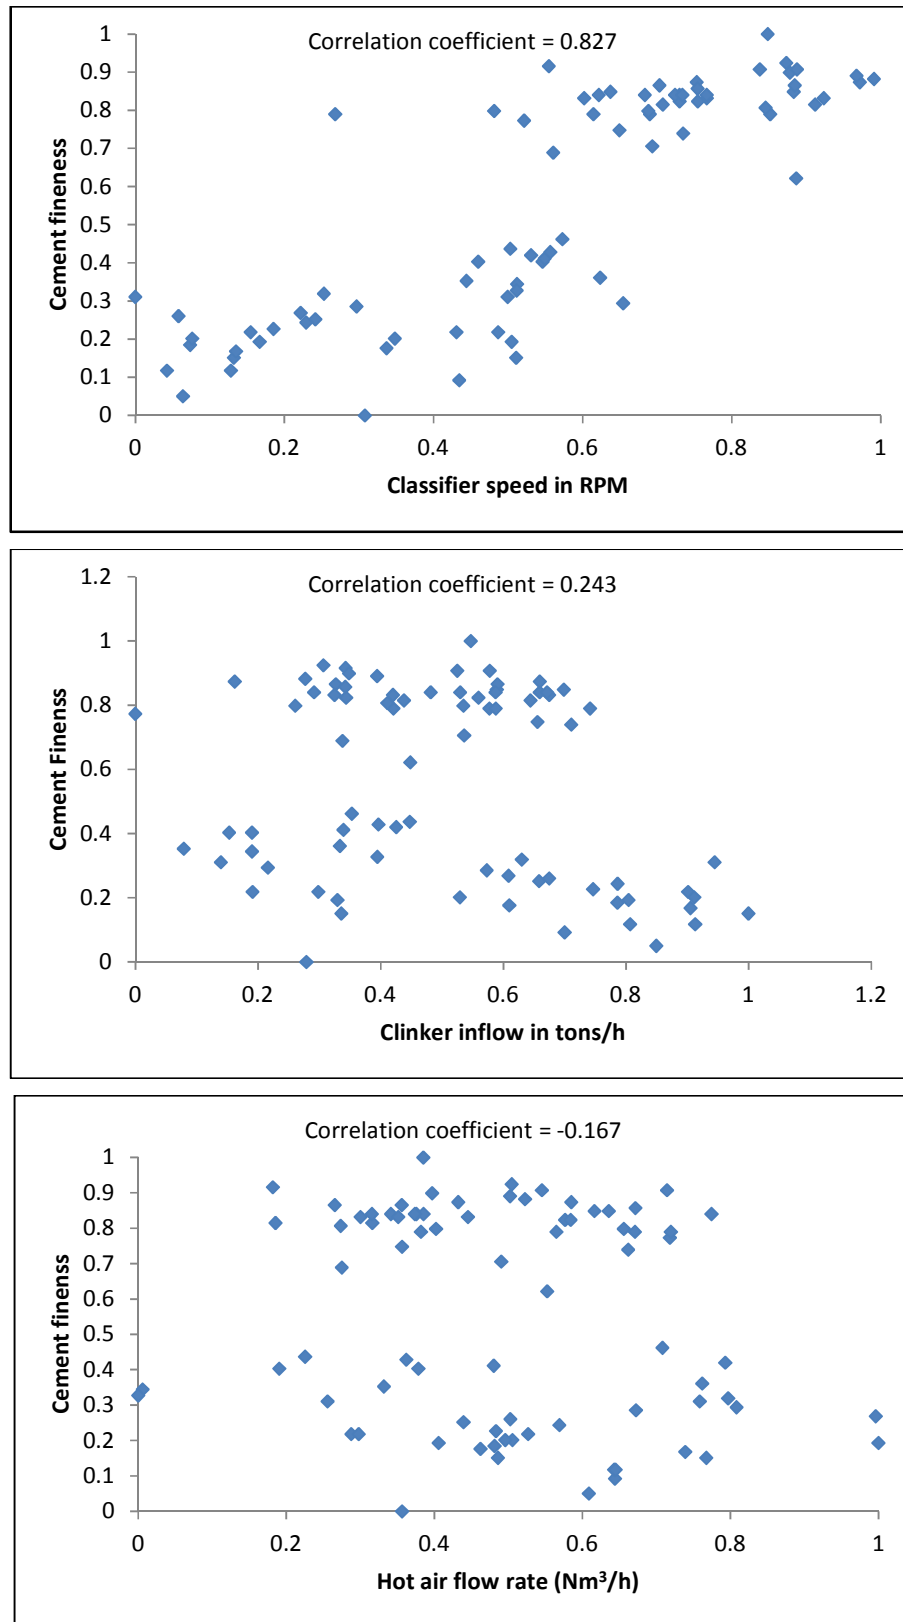 Correlation coefficient = 0.827
1
0.9
0.8
0.7
0.6
0.5
0.4
0.3
0.2
0.1
0
Cement fineness
0 0.2 0.4 0.6 0.8 1
Classifier speed in RPM
Correlation coefficient = 0.243
1.2
1
0.8
0.6
0.4
0.2
0
Cement Finenss
0 0.2 0.4 0.6 0.8 1 1.2
Clinker inflow in tons/h
Correlation coefficient = -0.167
1
0.9
0.8
0.7
0.6
0.5
0.4
0.3
0.2
0.1
0
Cement finenss
0 0.2 0.4 0.6 0.8 1
Hot air flow rate (Nm³/h)